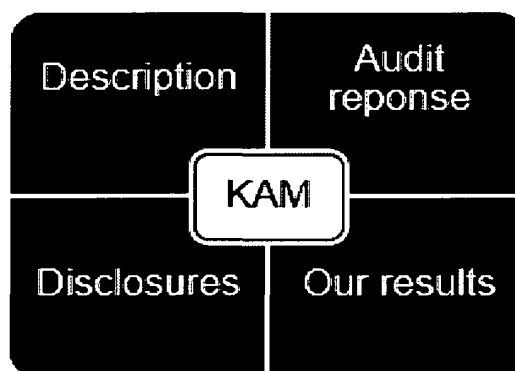 Description
Audit
reponse
KAM
Disclosures
Our results